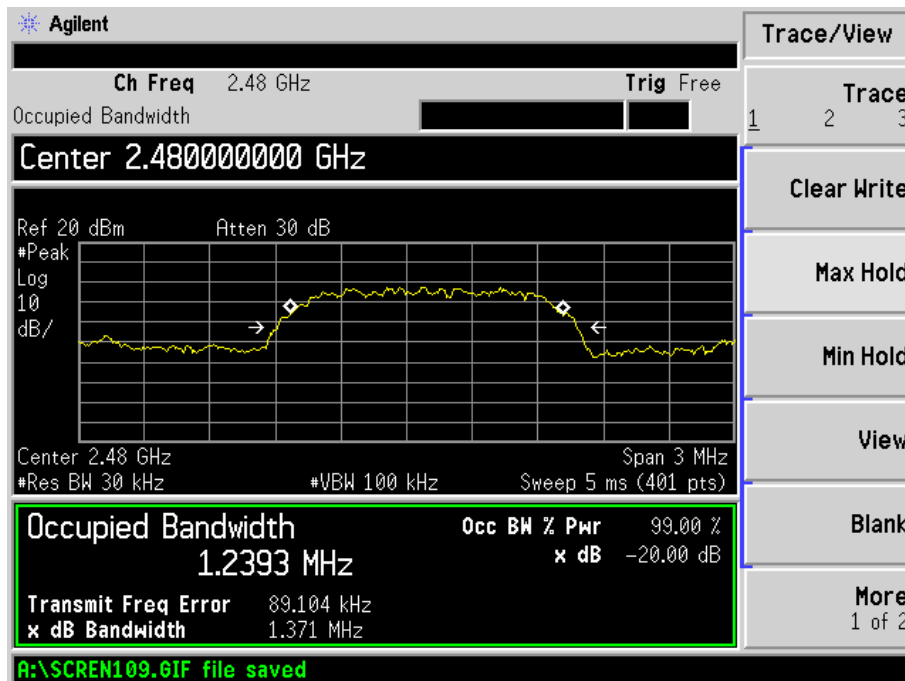 Agilent
Trace/View
Ch Freq 2.48 GHz Trig Free
Occupied Bandwidth
Trace
1 2 3
Center 2.480000000 GHz
Clear Write
Ref 20 dBm Atten 30 dB
#Peak
Log
10
dB/
Max Hold
Min Hold
View
Center 2.48 GHz Span 3 MHz
#Res BW 30 kHz #VBW 100 kHz Sweep 5 ms (401 pts)
Occupied Bandwidth Occ BW % Pwr 99.00 %
1.2393 MHz x dB -20.00 dB
Blank
Transmit Freq Error 89.104 kHz
x dB Bandwidth 1.371 MHz
More
1 of 2
A:\SCREN109.GIF file saved